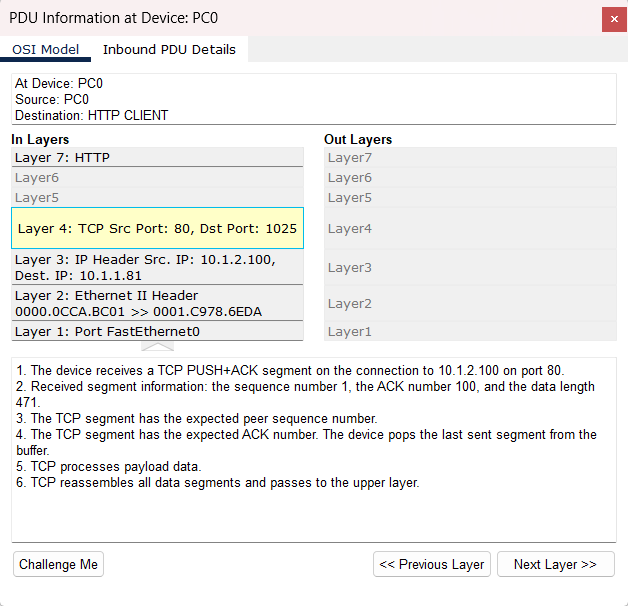 PDU Information at Device: PC0
OSI Model
Inbound PDU Details
At Device: PC0
Source: PC0
Destination: HTTP CLIENT
In Layers
Layer 7: HTTP
Layer6
Layer5
Layer 4: TCP Src Port: 80, Dst Port: 1025
Layer 3: IP Header Src. IP: 10.1.2.100,
Dest. IP: 10.1.1.81
Layer 2: Ethernet II Header
0000.0CCA.BC01 >> 0001.C978.6EDA
Layer 1: Port FastEthernet0
Out Layers
Layer7
Layer6
Layer5
Layer4
Layer3
Layer2
Layer1
1. The device receives a TCP PUSH+ACK segment on the connection to 10.1.2.100 on port 80.
2. Received segment information: the sequence number 1, the ACK number 100, and the data length
471.
3. The TCP segment has the expected peer sequence number.
4. The TCP segment has the expected ACK number. The device pops the last sent segment from the
buffer.
5. TCP processes payload data.
6. TCP reassembles all data segments and passes to the upper layer.
Challenge Me
<< Previous Layer
Next Layer >>